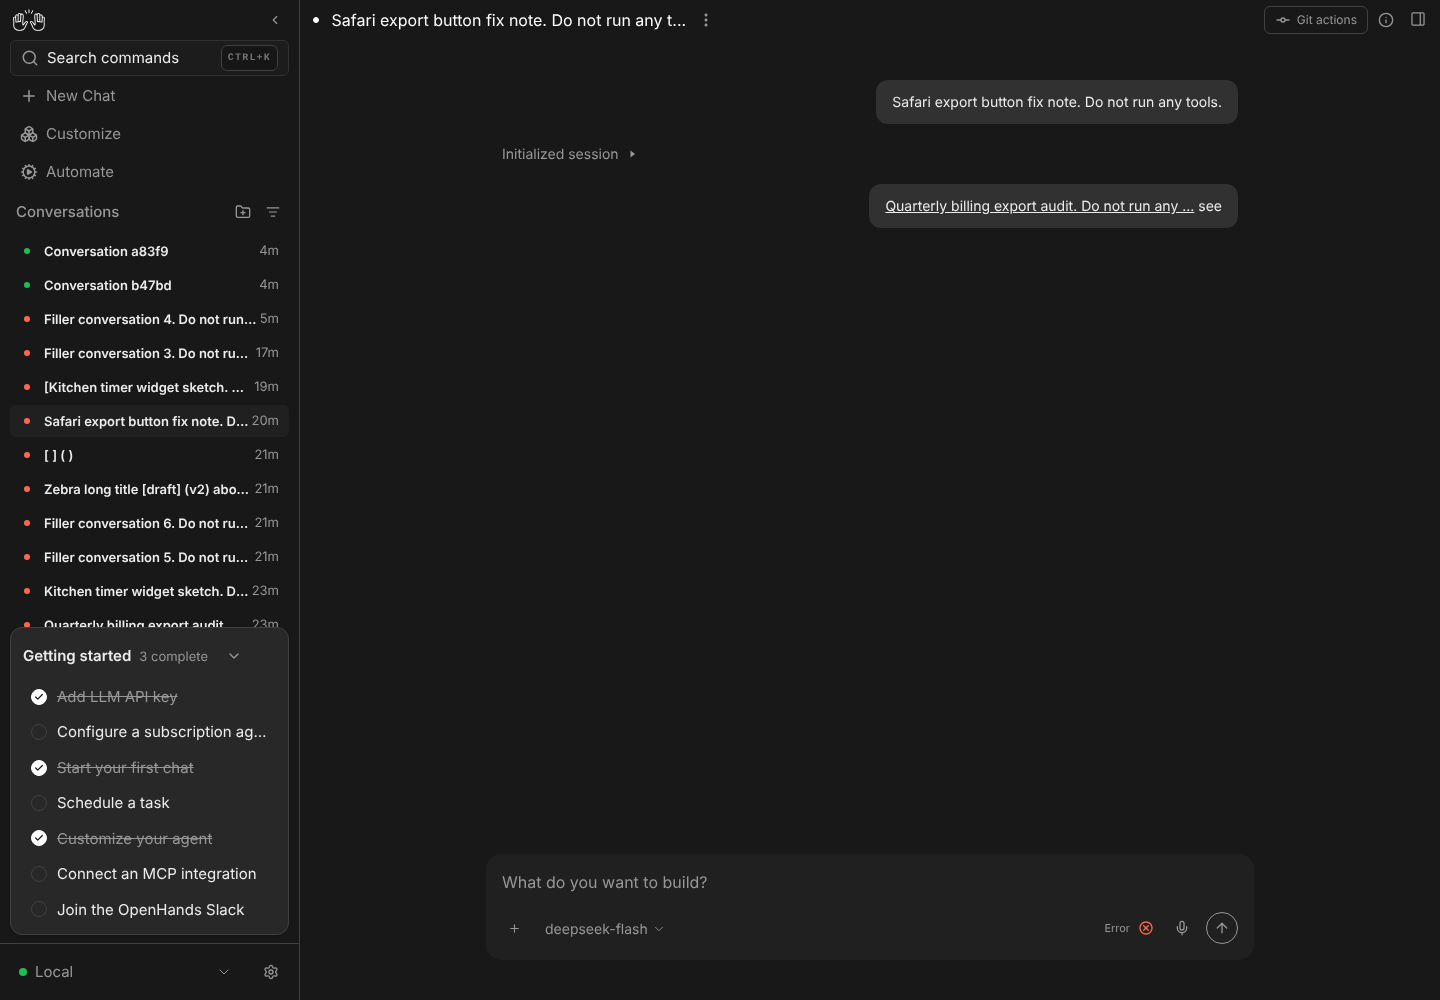 Search commands CTRL+K
New Chat
Customize
Automate
Conversations
Conversation a83f9 4m
Conversation b47bd 4m
Filler conversation 4. Do not run... 5m
Filler conversation 3. Do not ru... 17m
[Kitchen timer widget sketch. ... 19m
Safari export button fix note. D... 20m
[ ] ( ) 21m
Zebra long title [draft] (v2) abo... 21m
Filler conversation 6. Do not ru... 21m
Filler conversation 5. Do not ru... 21m
Kitchen timer widget sketch. D... 23m
Quarterly billing export audit 23m
Getting started 3 complete
Add LLM API key
Configure a subscription ag...
Start your first chat
Schedule a task
Customize your agent
Connect an MCP integration
Join the OpenHands Slack
Local
Safari export button fix note. Do not run any t...
Git actions
Safari export button fix note. Do not run any tools.
Initialized session
Quarterly billing export audit. Do not run any ... see
What do you want to build?
deepseek-flash
Error